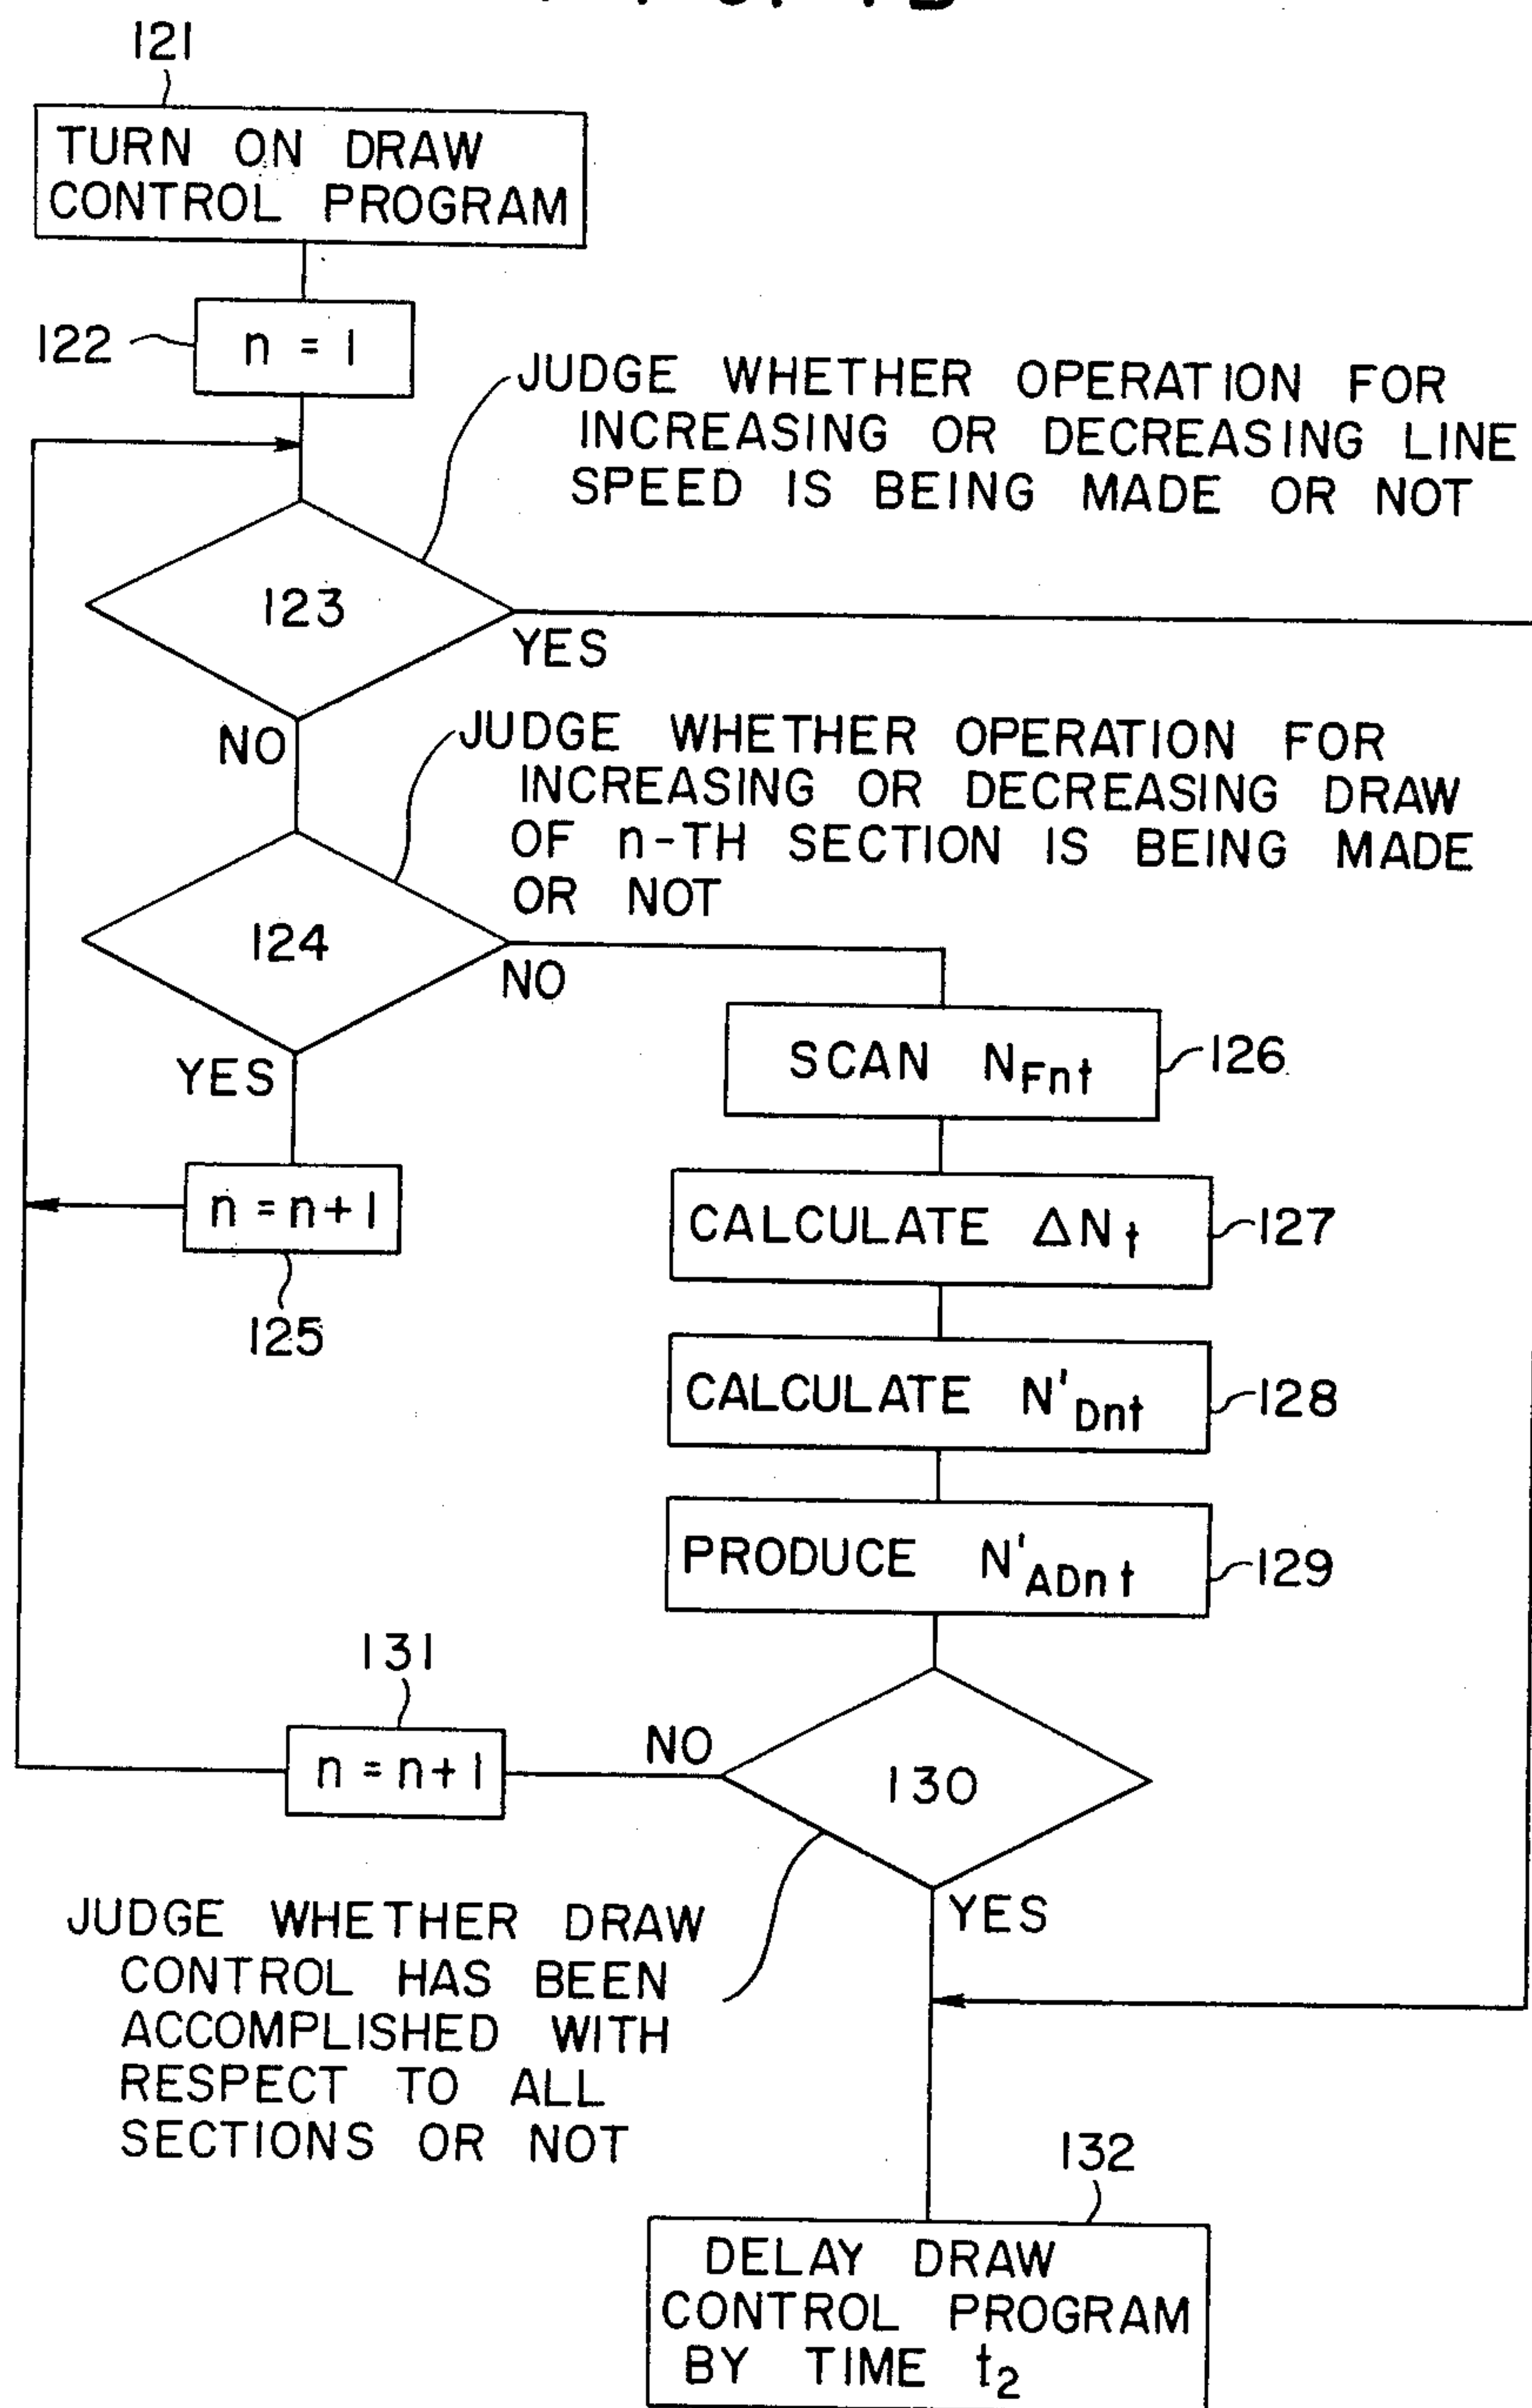 121
TURN ON DRAW
CONTROL PROGRAM
122
n = 1
JUDGE WHETHER OPERATION FOR
INCREASING OR DECREASING LINE
SPEED IS BEING MADE OR NOT
123
YES
NO
JUDGE WHETHER OPERATION FOR
INCREASING OR DECREASING DRAW
OF n-TH SECTION IS BEING MADE
OR NOT
124
NO
YES
SCAN N_Fnt
126
n = n+1
125
CALCULATE ΔN_t
127
CALCULATE N'_Dnt
128
PRODUCE N'_ADnt
129
131
n = n+1
NO
130
YES
JUDGE WHETHER DRAW
CONTROL HAS BEEN
ACCOMPLISHED WITH
RESPECT TO ALL
SECTIONS OR NOT
132
DELAY DRAW
CONTROL PROGRAM
BY TIME t₂